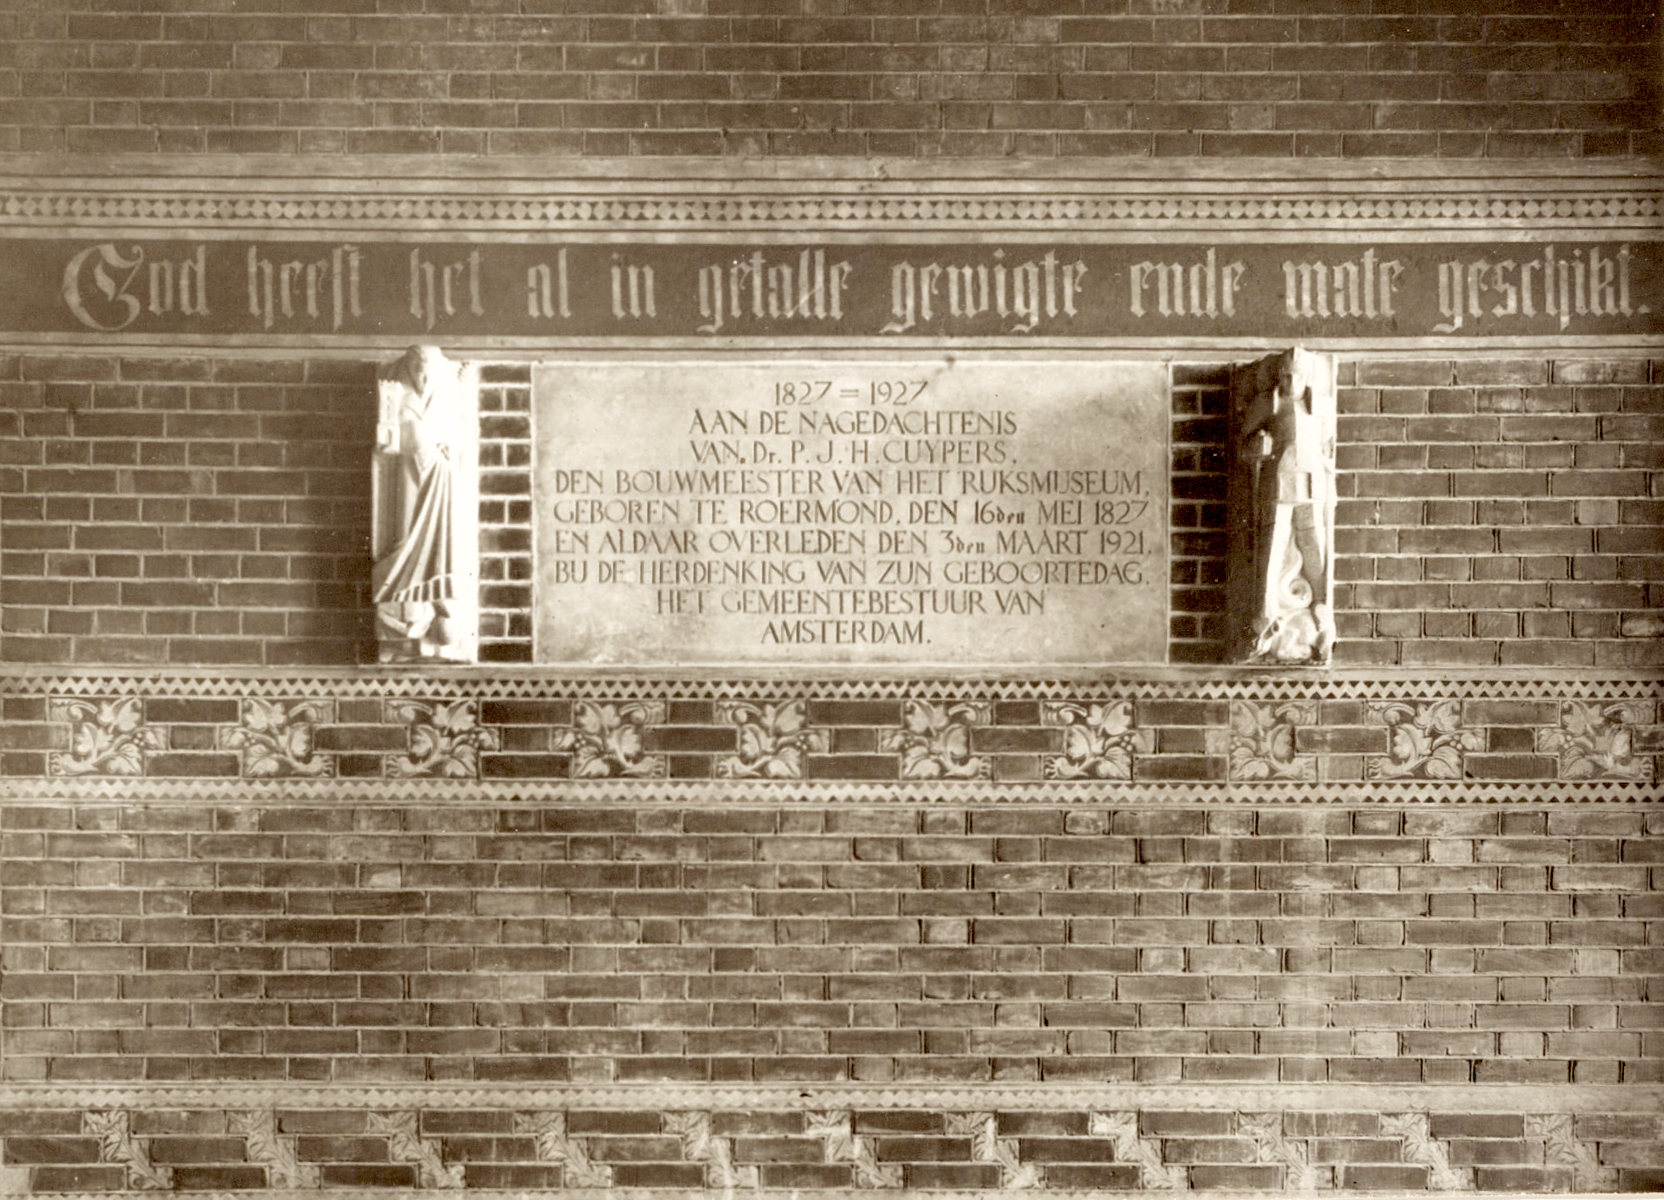 God heeft het al in getalle gewigte ende mate geschikt.
1827=1927
AAN DE NAGEDACHTENIS
VAN. Dr. P. J. H. CUYPERS.
DEN BOUWMEESTER VAN HET RIJKSMUSEUM,
GEBOREN TE ROERMOND, DEN 16den MEI 1827
EN ALDAAR OVERLEDEN DEN 3den MAART 1921,
BIJ DE HERDENKING VAN ZIJN GEBOORTEDAG.
HET GEMEENTEBESTUUR VAN
AMSTERDAM.